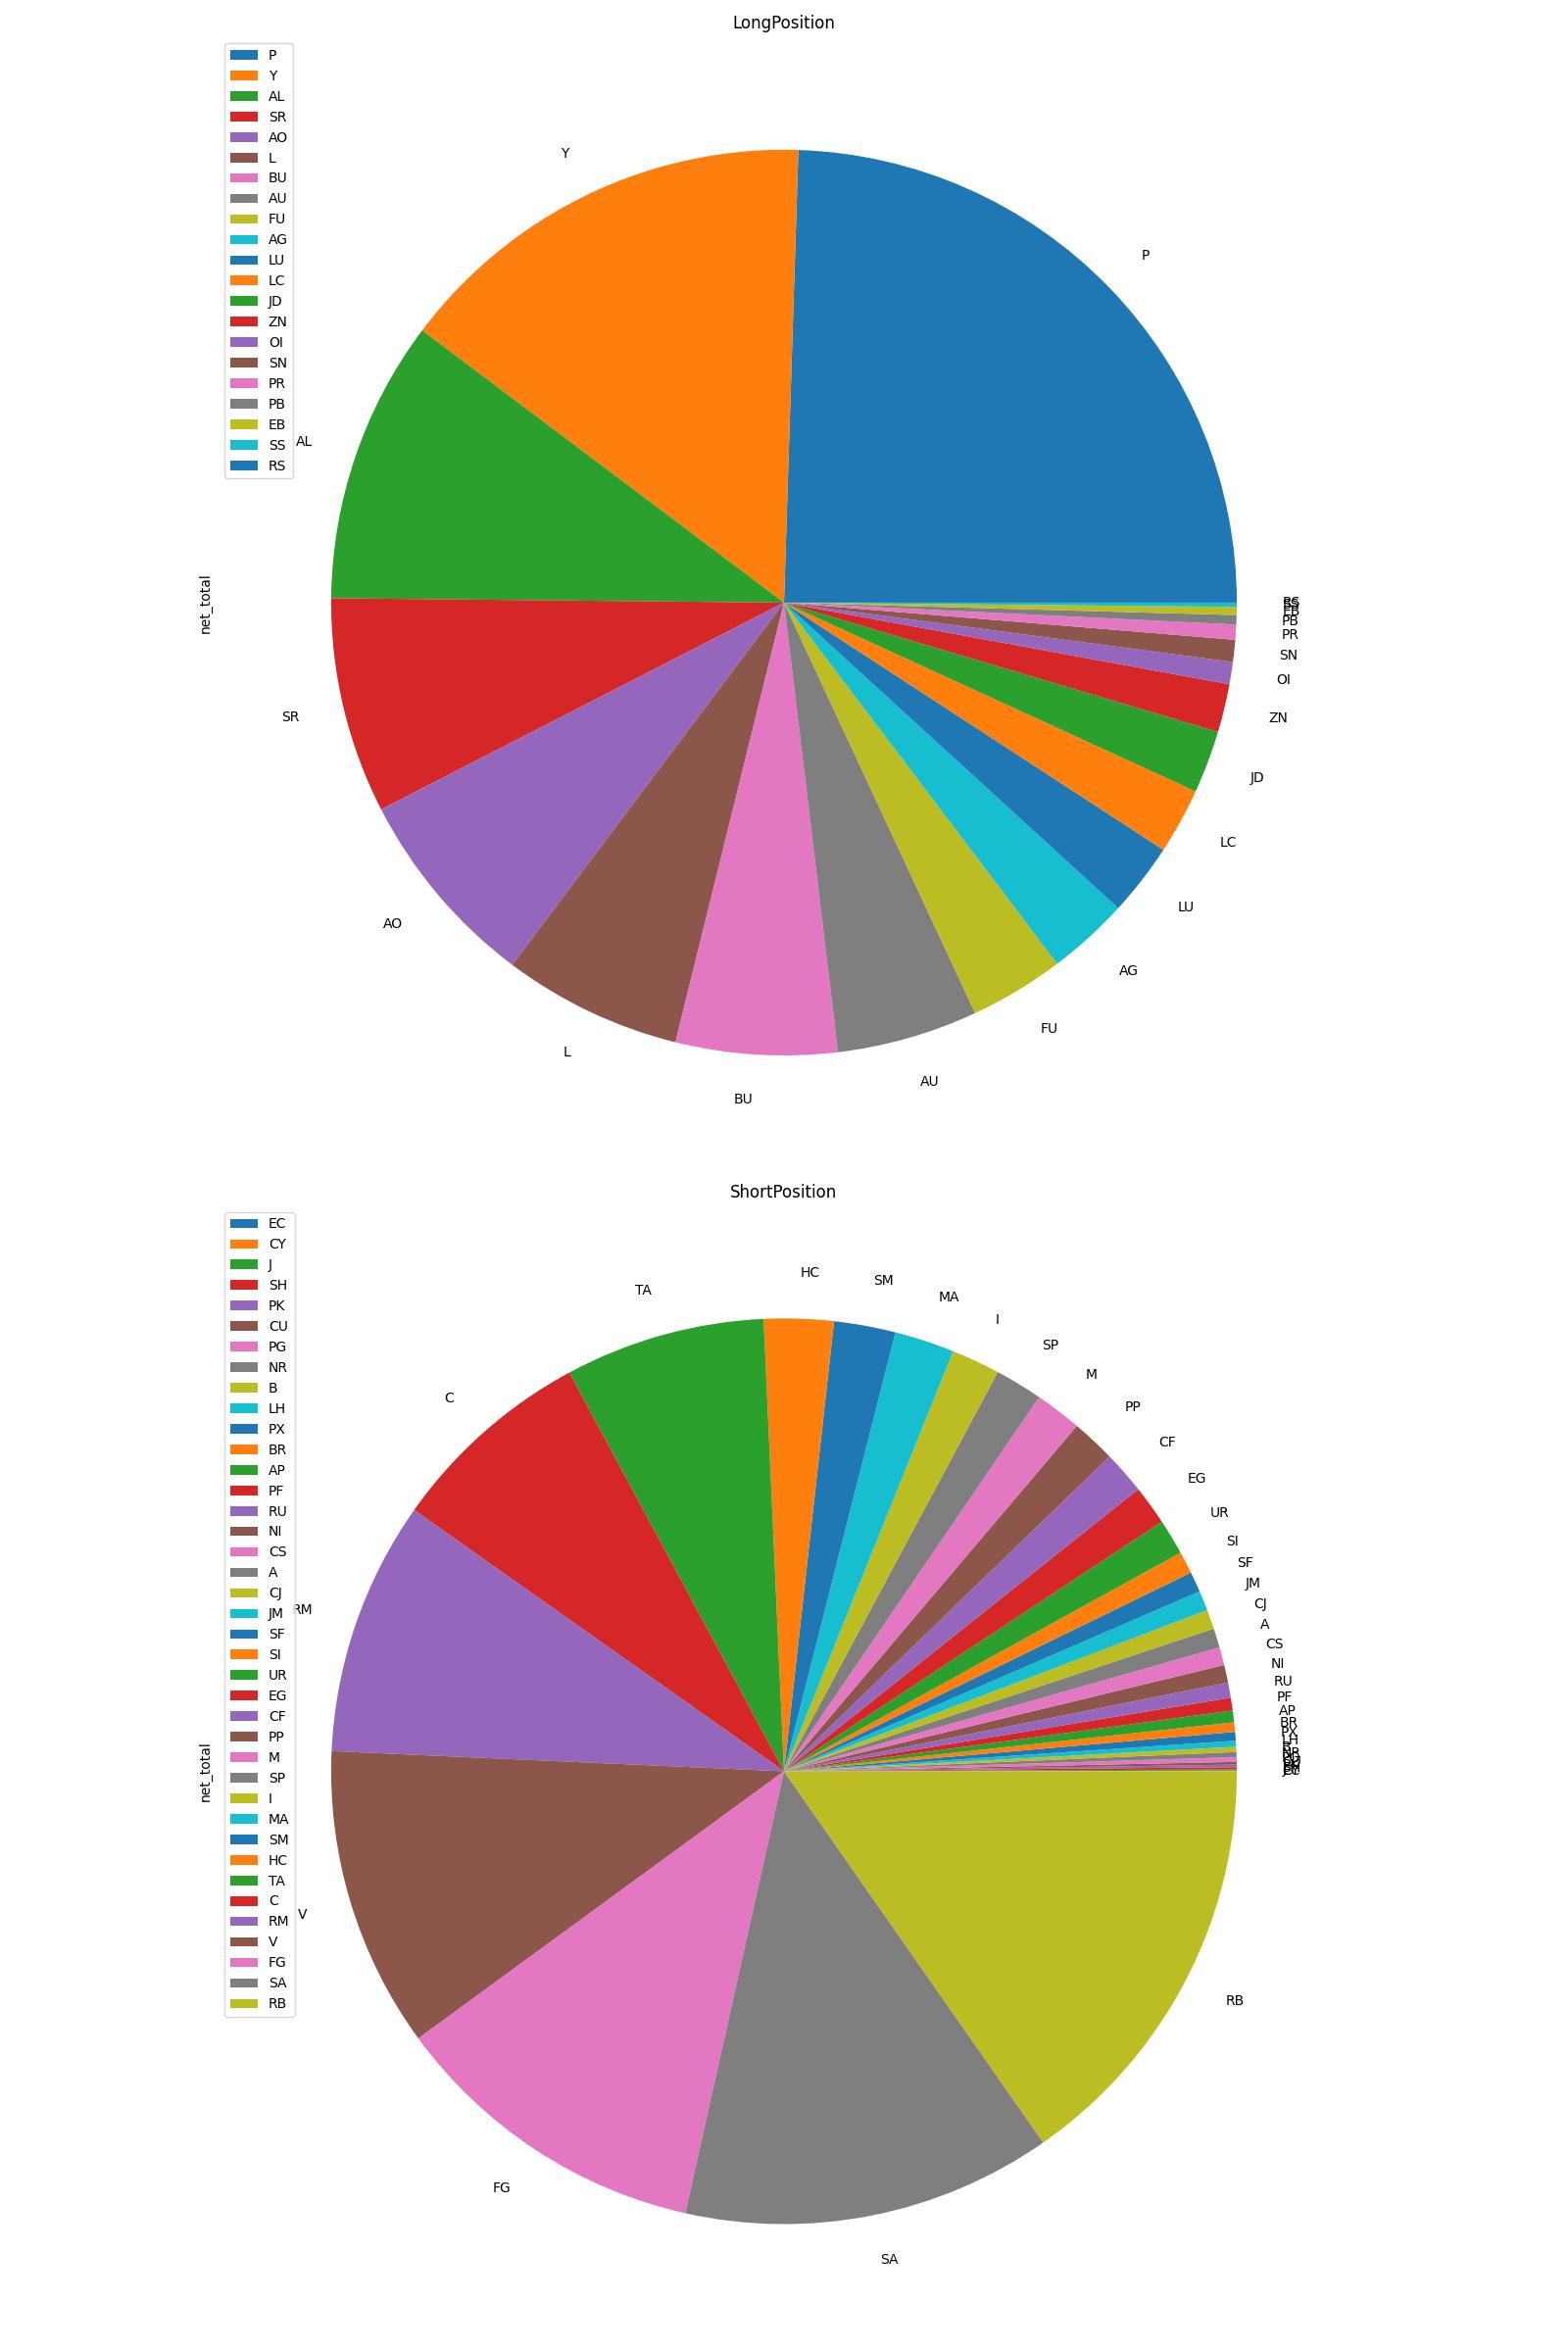 LongPosition
P
Y
AL
SR
AO
L
BU
AU
FU
AG
LU
LC
JD
ZN
OI
SN
PR
PB
EB
SS
RS
net_total
P
Y
AL
SR
AO
L
BU
AU
FU
AG
LU
LC
JD
ZN
OI
SN
PR
PB
ShortPosition
EC
CY
J
SH
PK
CU
PG
NR
B
LH
PX
BR
AP
PF
RU
NI
CS
A
CJ
JM
SF
SI
UR
EG
CF
PP
M
SP
I
MA
SM
HC
TA
C
RM
V
FG
SA
RB
net_total
AP
PF
RU
NI
CS
A
CJ
JM
SF
SI
UR
EG
CF
PP
M
SP
I
MA
SM
HC
TA
C
RM
V
FG
SA
RB